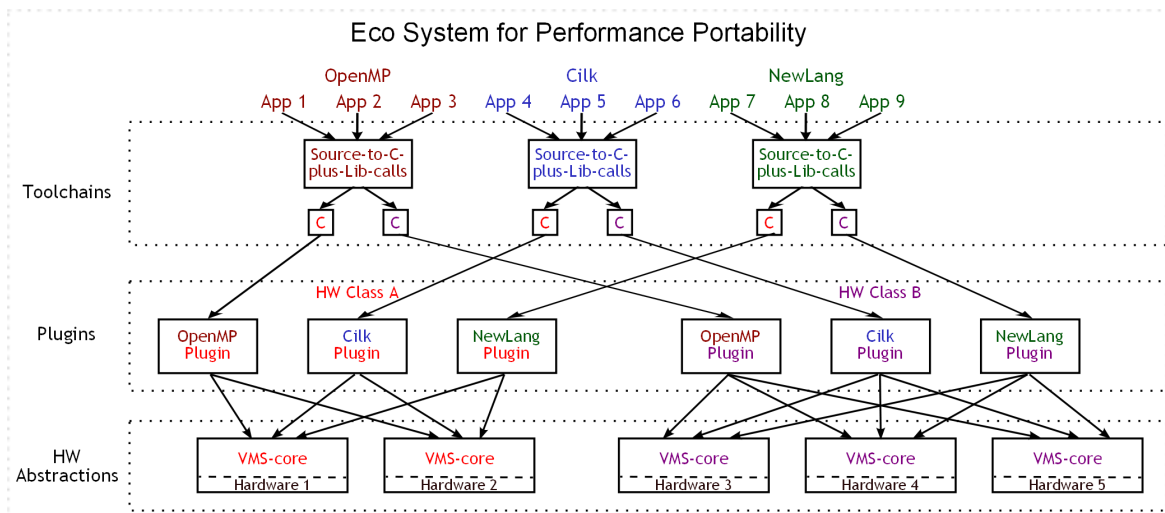 Eco System for Performance Portability
OpenMP
Cilk
NewLang
App 1
App 2
App 3
App 4
App 5
App 6
App 7
App 8
App 9
Toolchains
Source-to-C-
plus-Lib-calls
Source-to-C-
plus-Lib-calls
Source-to-C-
plus-Lib-calls
C
C
C
C
C
C
HW Class A
HW Class B
Plugins
OpenMP
Plugin
Cilk
Plugin
NewLang
Plugin
OpenMP
Plugin
Cilk
Plugin
NewLang
Plugin
HW
Abstractions
VMS-core
Hardware 1
VMS-core
Hardware 2
VMS-core
Hardware 3
VMS-core
Hardware 4
VMS-core
Hardware 5